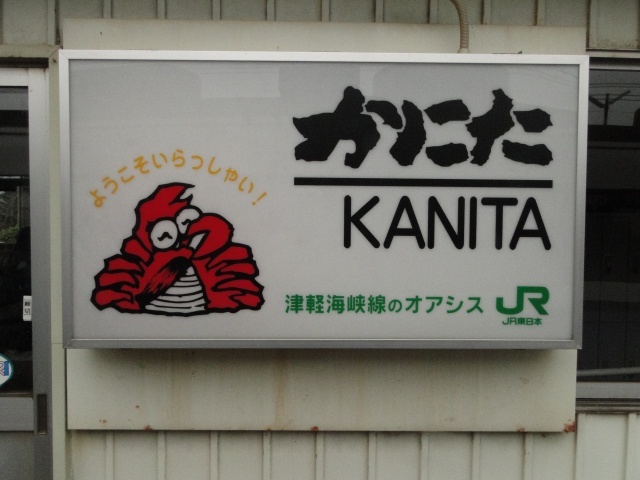 ようこそいらっしゃい!
かにた
KANITA
津軽海峡線のオアシス
JR
JR東日本